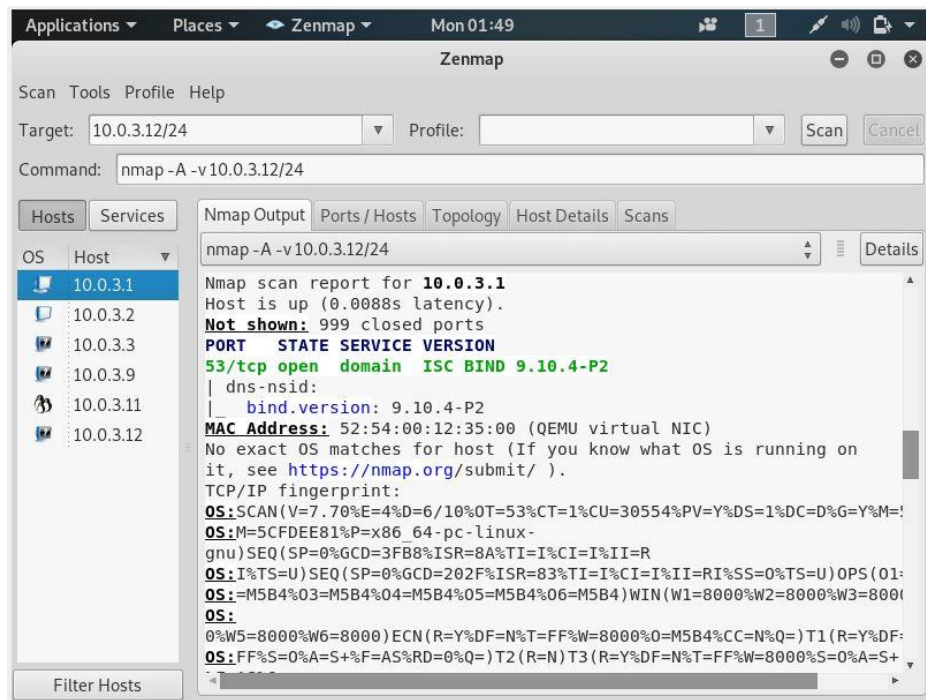 Applications Places Zenmap Mon 01:49 1
Zenmap
Scan Tools Profile Help
Target: 10.0.3.12/24 Profile: Scan Cancel
Command: nmap -A -v 10.0.3.12/24
Hosts Services
Nmap Output Ports / Hosts Topology Host Details Scans
OS Host
nmap -A -v 10.0.3.12/24 Details
10.0.3.1
10.0.3.2
10.0.3.3
10.0.3.9
10.0.3.11
10.0.3.12
Filter Hosts
Nmap scan report for 10.0.3.1
Host is up (0.0088s latency).
Not shown: 999 closed ports
PORT STATE SERVICE VERSION
53/tcp open domain ISC BIND 9.10.4-P2
| dns-nsid:
|_ bind.version: 9.10.4-P2
MAC Address: 52:54:00:12:35:00 (QEMU virtual NIC)
No exact OS matches for host (If you know what OS is running on
it, see https://nmap.org/submit/ ).
TCP/IP fingerprint:
OS:SCAN(V=7.70%E=4%D=6/10%OT=53%CT=1%CU=30554%PV=Y%DS=1%DC=D%G=Y%M=
OS:M=5CFDEE81%P=x86_64-pc-linux-
gnu)SEQ(SP=0%GCD=3FB8%ISR=8A%TI=I%CI=I%II=R
OS:I%TS=U)SEQ(SP=0%GCD=202F%ISR=83%TI=I%CI=I%II=RI%SS=O%TS=U)OPS(O1=
OS:=M5B4%O3=M5B4%O4=M5B4%O5=M5B4%O6=M5B4)WIN(W1=8000%W2=8000%W3=800
OS:
0%W5=8000%W6=8000)ECN(R=Y%DF=N%T=FF%W=8000%O=M5B4%CC=N%Q=)T1(R=Y%DF=
OS:FF%S=O%A=S+%F=AS%RD=0%Q=)T2(R=N)T3(R=Y%DF=N%T=FF%W=8000%S=O%A=S+